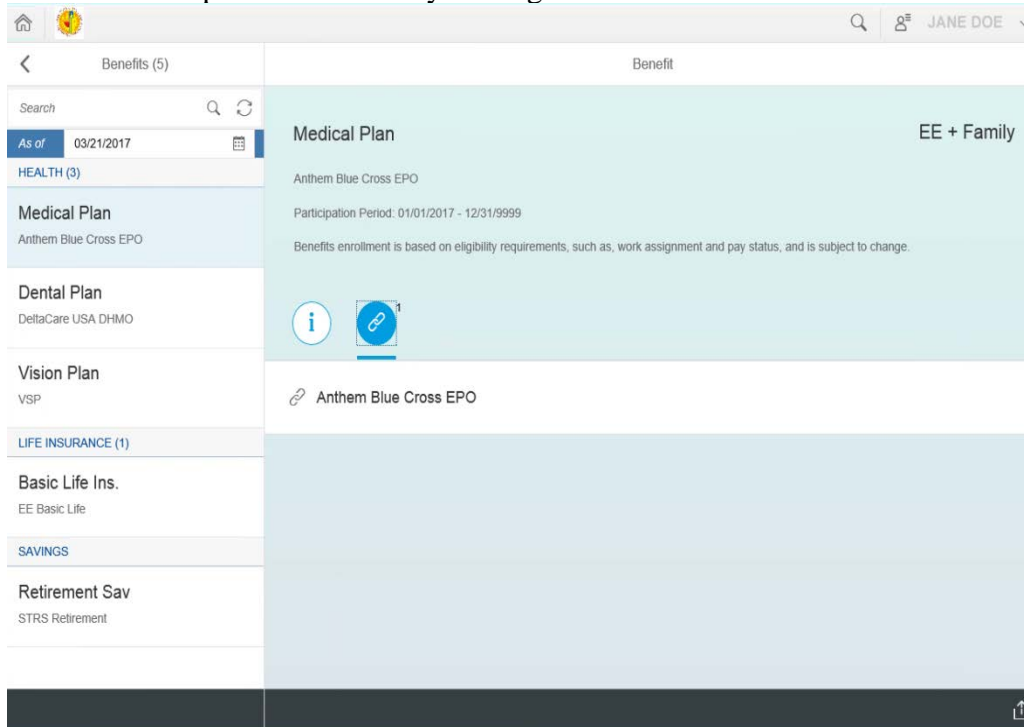 JANE DOE
Benefits (5)
Benefit
Search
As of 03/21/2017
HEALTH (3)
Medical Plan
Anthem Blue Cross EPO
Dental Plan
DeltaCare USA DHMO
Vision Plan
VSP
LIFE INSURANCE (1)
Basic Life Ins.
EE Basic Life
SAVINGS
Retirement Sav
STRS Retirement
Medical Plan
EE + Family
Anthem Blue Cross EPO
Participation Period: 01/01/2017 - 12/31/9999
Benefits enrollment is based on eligibility requirements, such as, work assignment and pay status, and is subject to change.
i
1
Anthem Blue Cross EPO